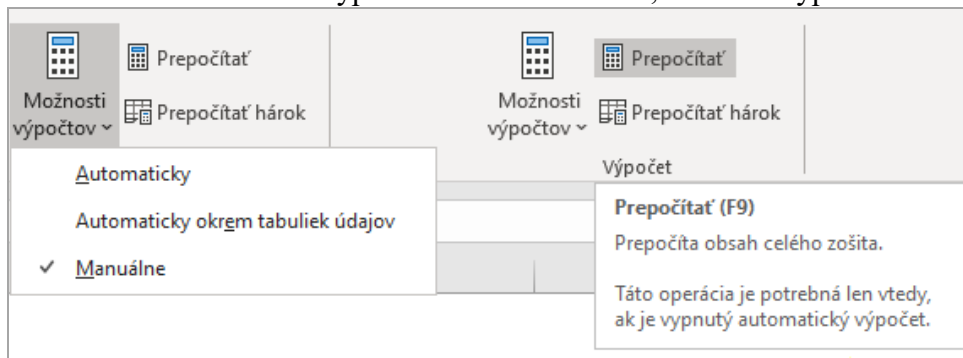 Prepočítať
Možnosti
výpočtov
Prepočítať hárok
Automaticky
Automaticky okrem tabuliek údajov
✓ Manuálne
Prepočítať
Možnosti
výpočtov
Prepočítať hárok
Výpočet
Prepočítať (F9)
Prepočíta obsah celého zošita.
Táto operácia je potrebná len vtedy,
ak je vypnutý automatický výpočet.